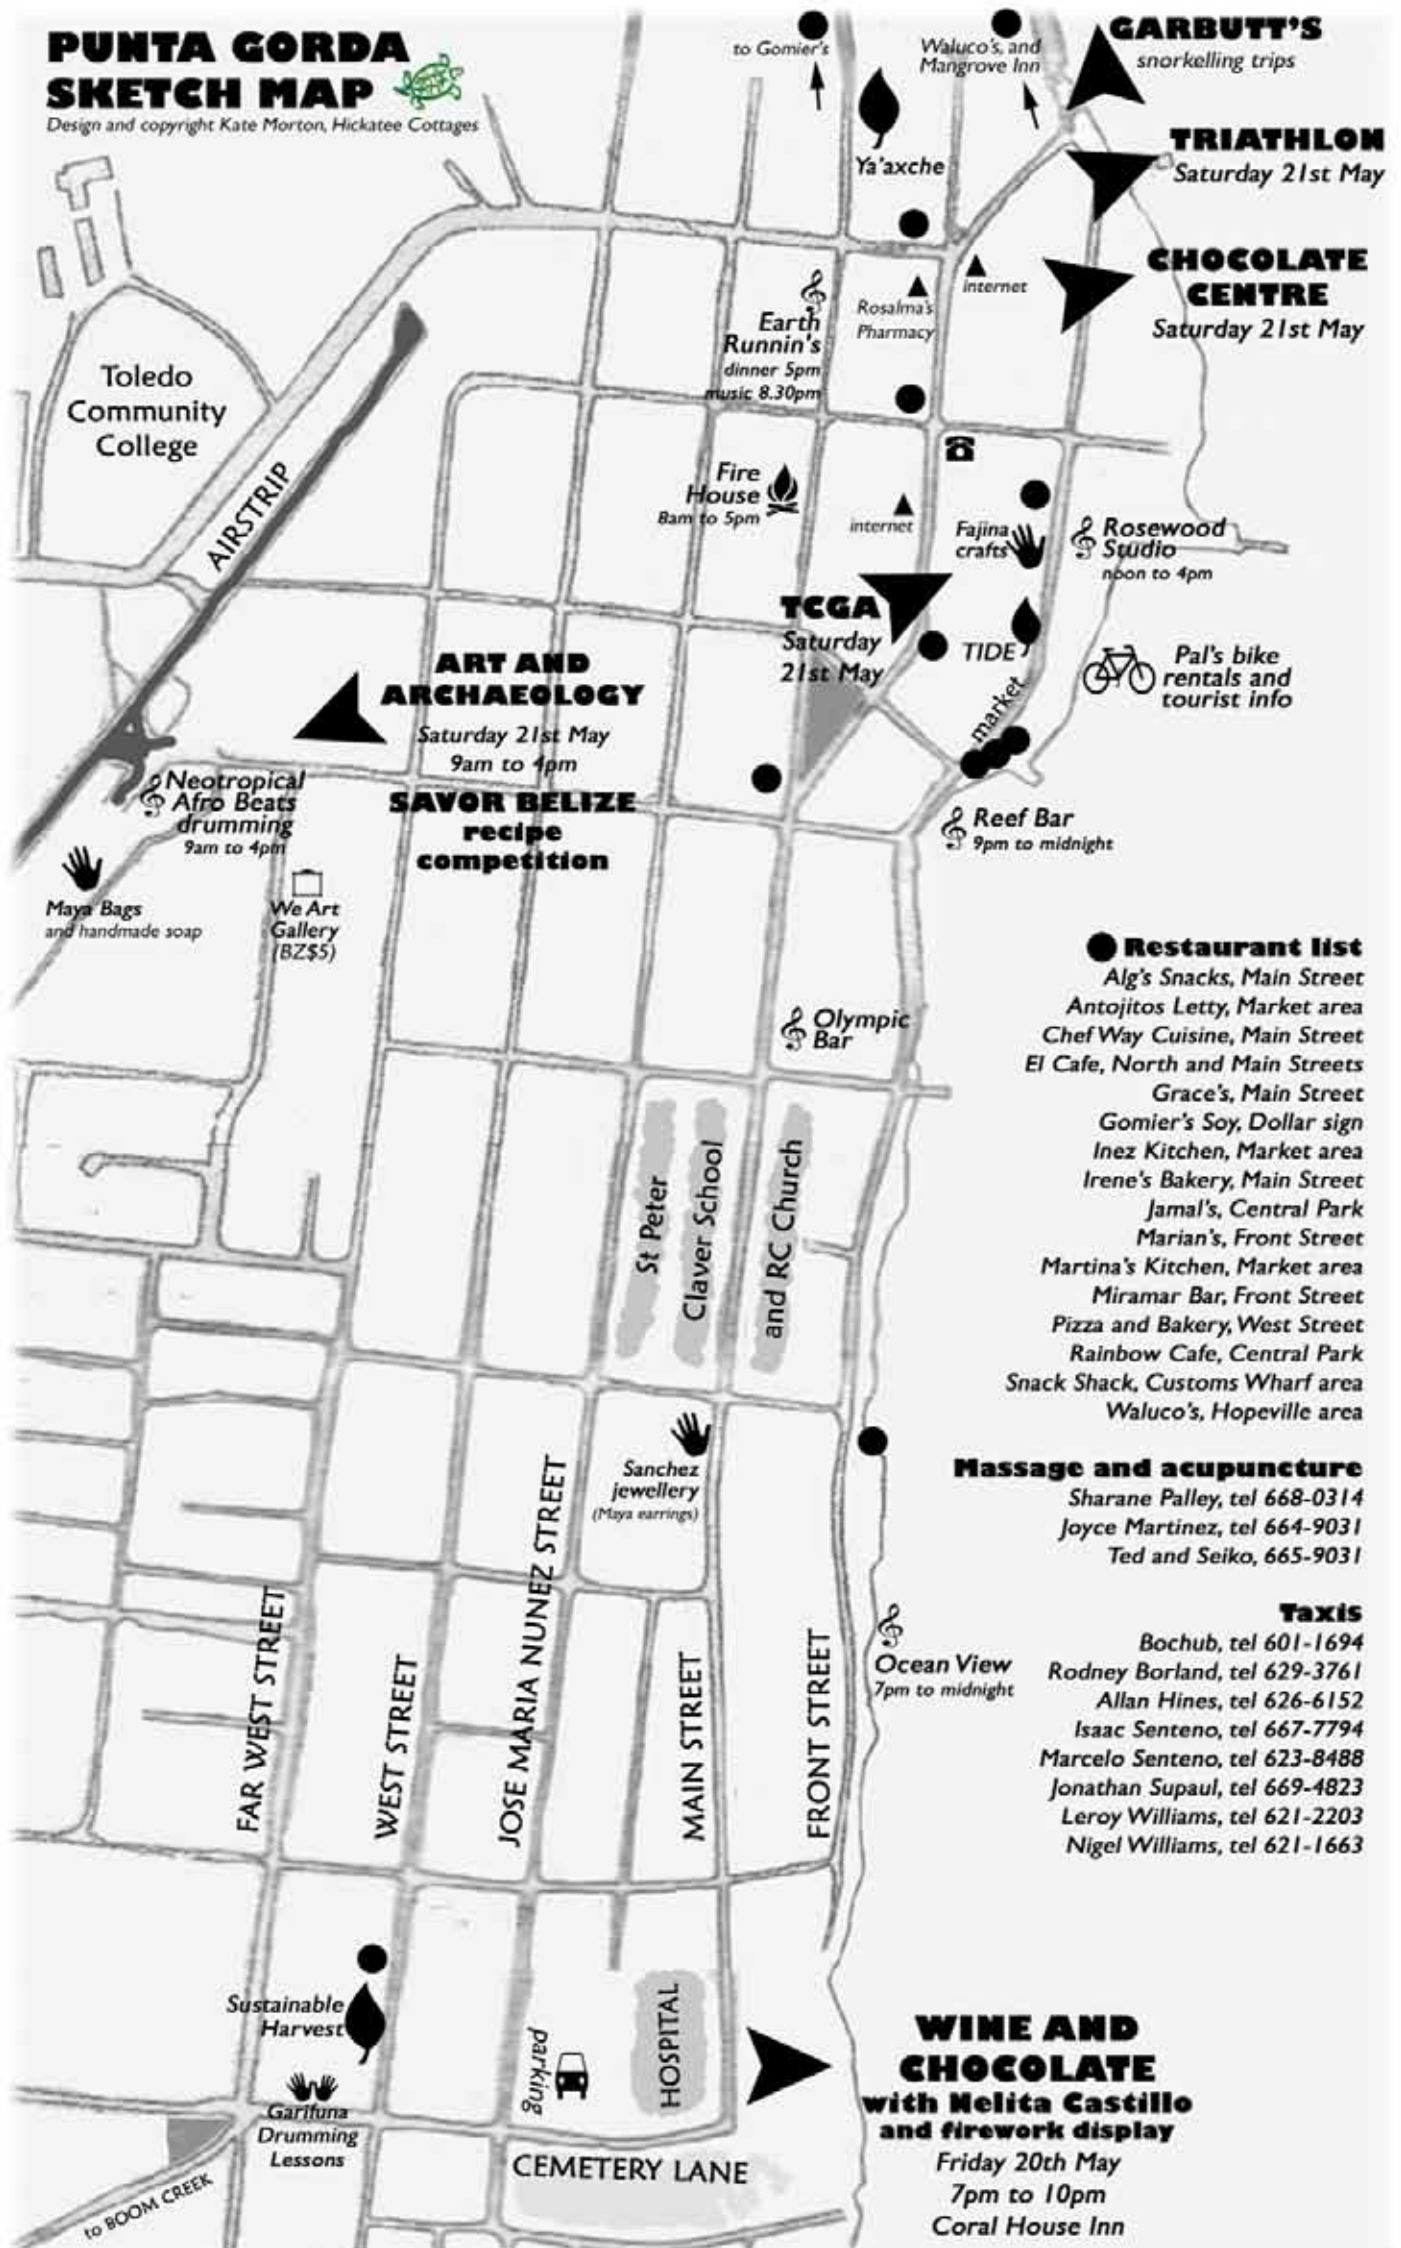 PUNTA GORDA
SKETCH MAP
Design and copyright Kate Morton, Hickatee Cottages
to Gomier's
Waluco's, and
Mangrove Inn
GARBUTT'S
snorkelling trips
TRIATHLON
Saturday 21st May
Ya'axche
CHOCOLATE
CENTRE
Saturday 21st May
internet
Rosalma's
Pharmacy
Earth
Runnin's
dinner 5pm
music 8.30pm
Toledo
Community
College
AIRSTRIP
Fire
House
8am to 5pm
internet
Fajina
crafts
Rosewood
Studio
noon to 4pm
TCGA
Saturday
21st May
TIDE
market
Pal's bike
rentals and
tourist info
ART AND
ARCHAEOLOGY
Saturday 21st May
9am to 4pm
SAVOR BELIZE
recipe
competition
Neotropical
Afro Beats
drumming
9am to 4pm
Reef Bar
9pm to midnight
Maya Bags
and handmade soap
We Art
Gallery
(BZ$5)
Olympic
Bar
St Peter
Claver School
and RC Church
Restaurant list
Alg's Snacks, Main Street
Antojitos Letty, Market area
Chef Way Cuisine, Main Street
El Cafe, North and Main Streets
Grace's, Main Street
Gomier's Soy, Dollar sign
Inez Kitchen, Market area
Irene's Bakery, Main Street
Jamal's, Central Park
Marian's, Front Street
Martina's Kitchen, Market area
Miramar Bar, Front Street
Pizza and Bakery, West Street
Rainbow Cafe, Central Park
Snack Shack, Customs Wharf area
Waluco's, Hopeville area
Massage and acupuncture
Sharane Palley, tel 668-0314
Joyce Martinez, tel 664-9031
Ted and Seiko, 665-9031
Taxis
Bochub, tel 601-1694
Rodney Borland, tel 629-3761
Allan Hines, tel 626-6152
Isaac Senteno, tel 667-7794
Marcelo Senteno, tel 623-8488
Jonathan Supaul, tel 669-4823
Leroy Williams, tel 621-2203
Nigel Williams, tel 621-1663
Sanchez
jewellery
(Maya earrings)
Ocean View
7pm to midnight
FAR WEST STREET
WEST STREET
JOSE MARIA NUNEZ STREET
MAIN STREET
FRONT STREET
Sustainable
Harvest
Garifuna
Drumming
Lessons
parking
HOSPITAL
CEMETERY LANE
to BOOM CREEK
WINE AND
CHOCOLATE
with Nelita Castillo
and firework display
Friday 20th May
7pm to 10pm
Coral House Inn